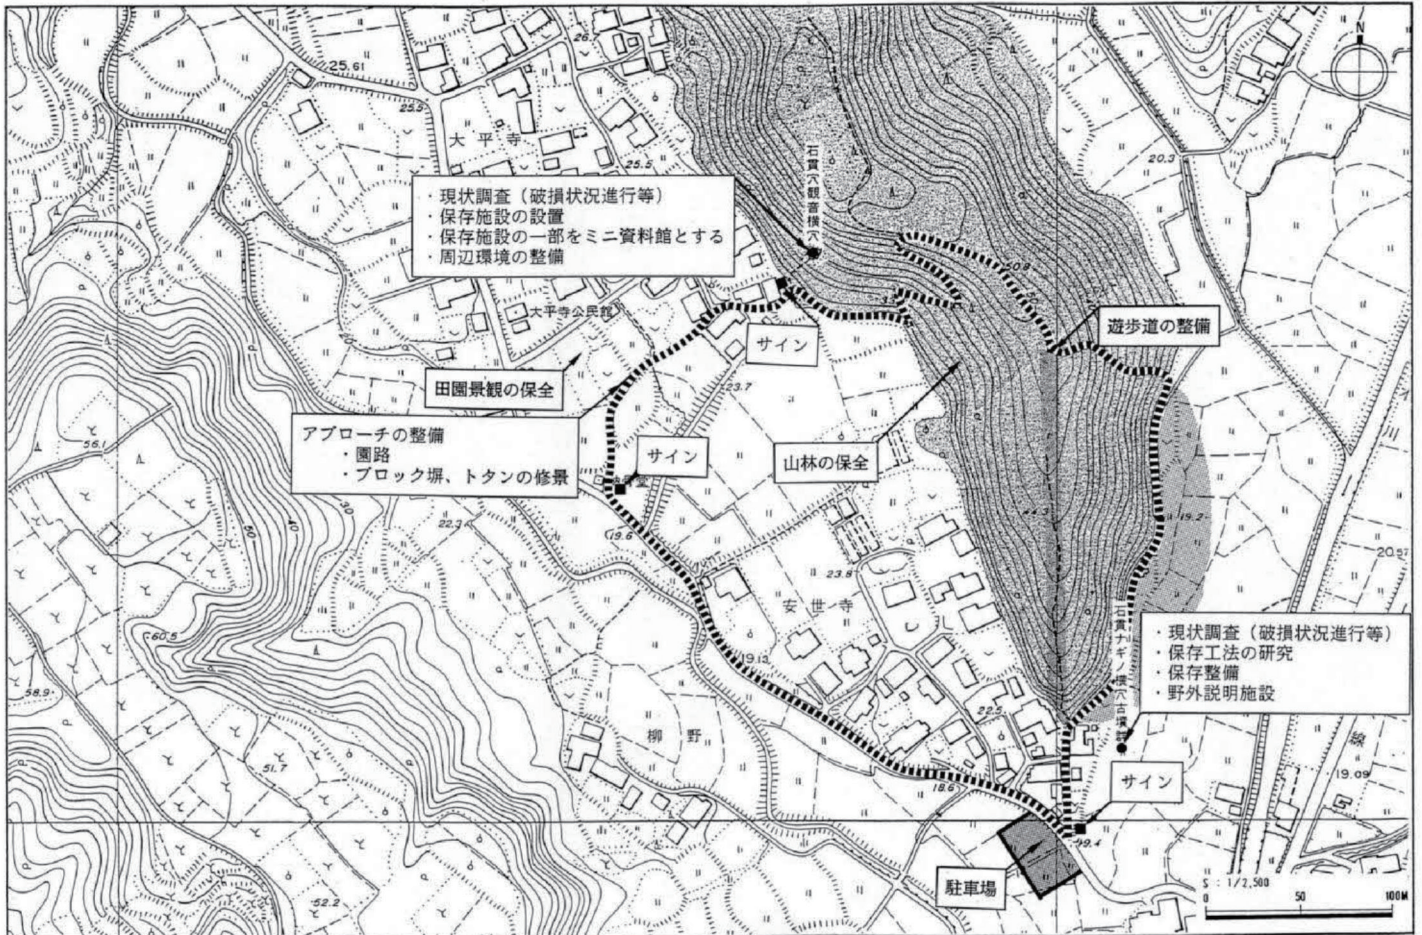 N
26.7
25.61
25.5
大平寺
25.5
20.3
石貫穴観音横穴
・現状調査（破損状況進行等）
・保存施設の設置
・保存施設の一部をミニ資料館とする
・周辺環境の整備
50.8
大平寺公民館
サイン
遊歩道の整備
田園景観の保全
23.7
アプローチの整備
・園路
・ブロック塀、トタンの修景
サイン
山林の保全
56.1
30
40
50
22.3
19.6
44.3
19.2
20.57
23.8
安世寺
石貫ナギノ横穴古墳群
・現状調査（破損状況進行等）
・保存工法の研究
・保存整備
・野外説明施設
60.5
19.13
58.9
22.5
柳野
51.7
サイン
19.09
18.6
19.4
駐車場
52.2
S : 1/2,500
50
100M